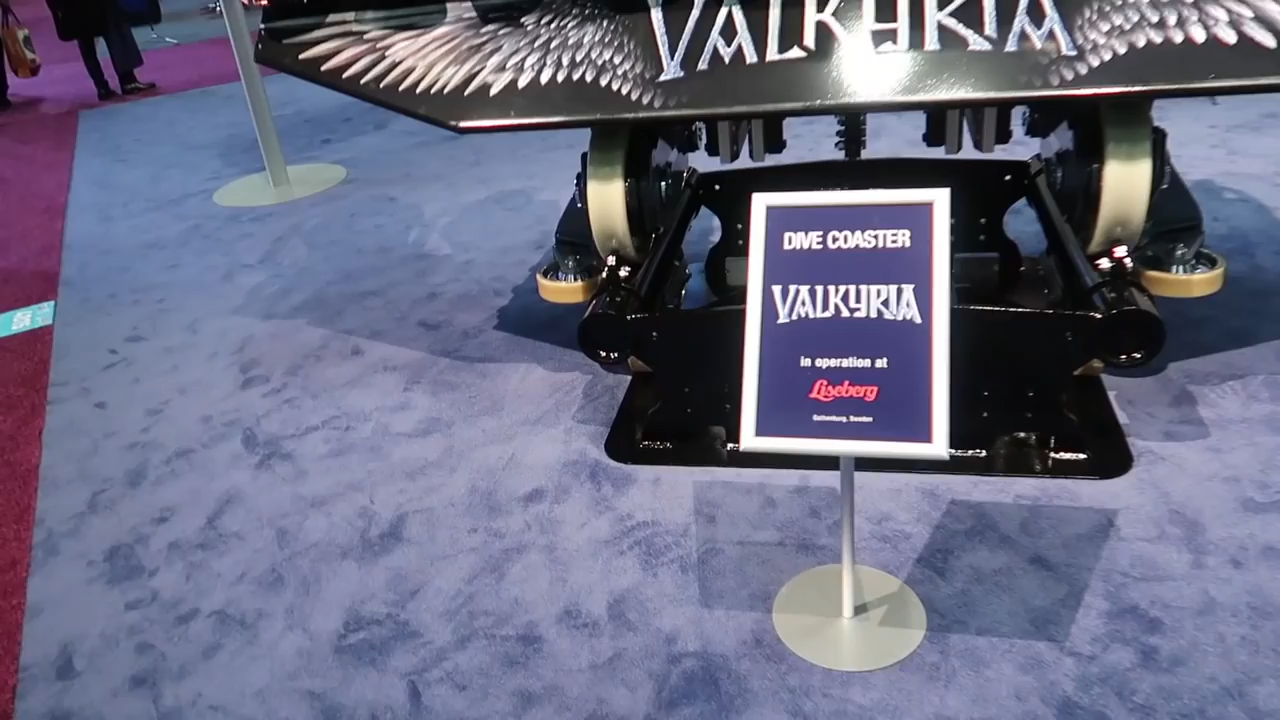 VALKYRIA
DIVE COASTER
VALKYRIA
in operation at
Liseberg
Gothenburg, Sweden